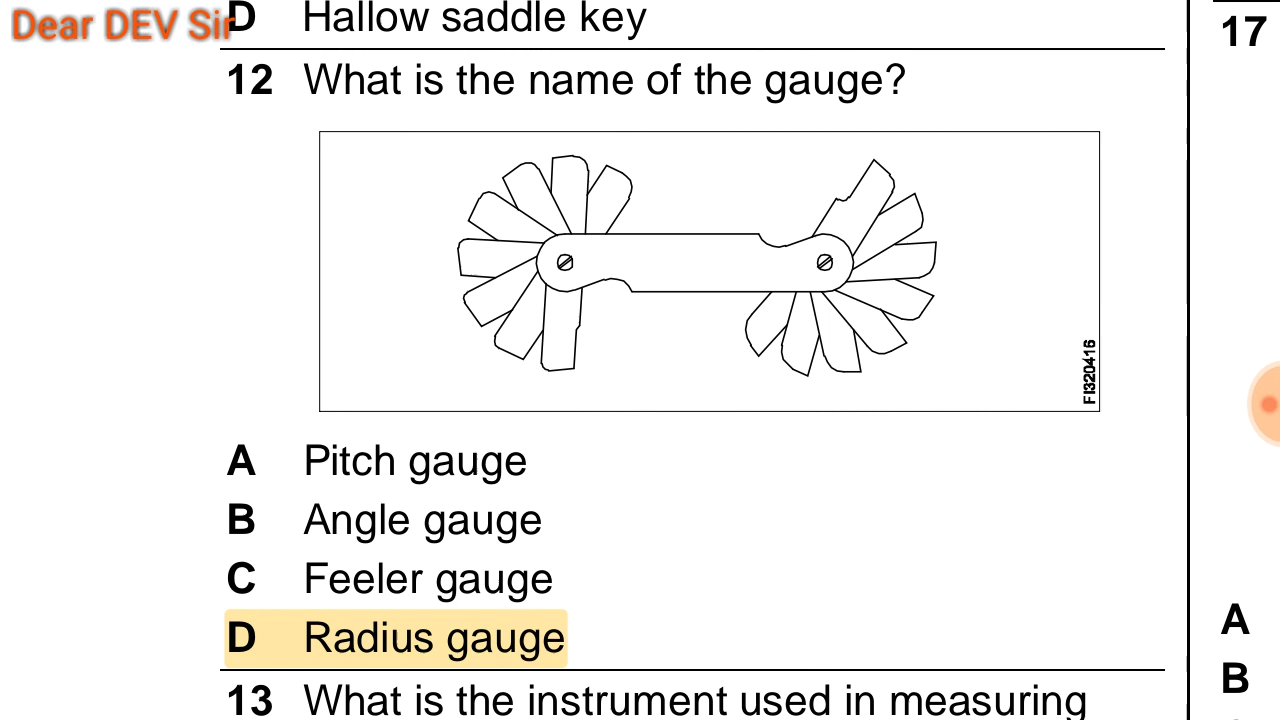 Dear DEV Sir
D Hallow saddle key
17
12 What is the name of the gauge?
FI320416
A Pitch gauge
B Angle gauge
C Feeler gauge
D Radius gauge
13 What is the instrument used in measuring
A
B